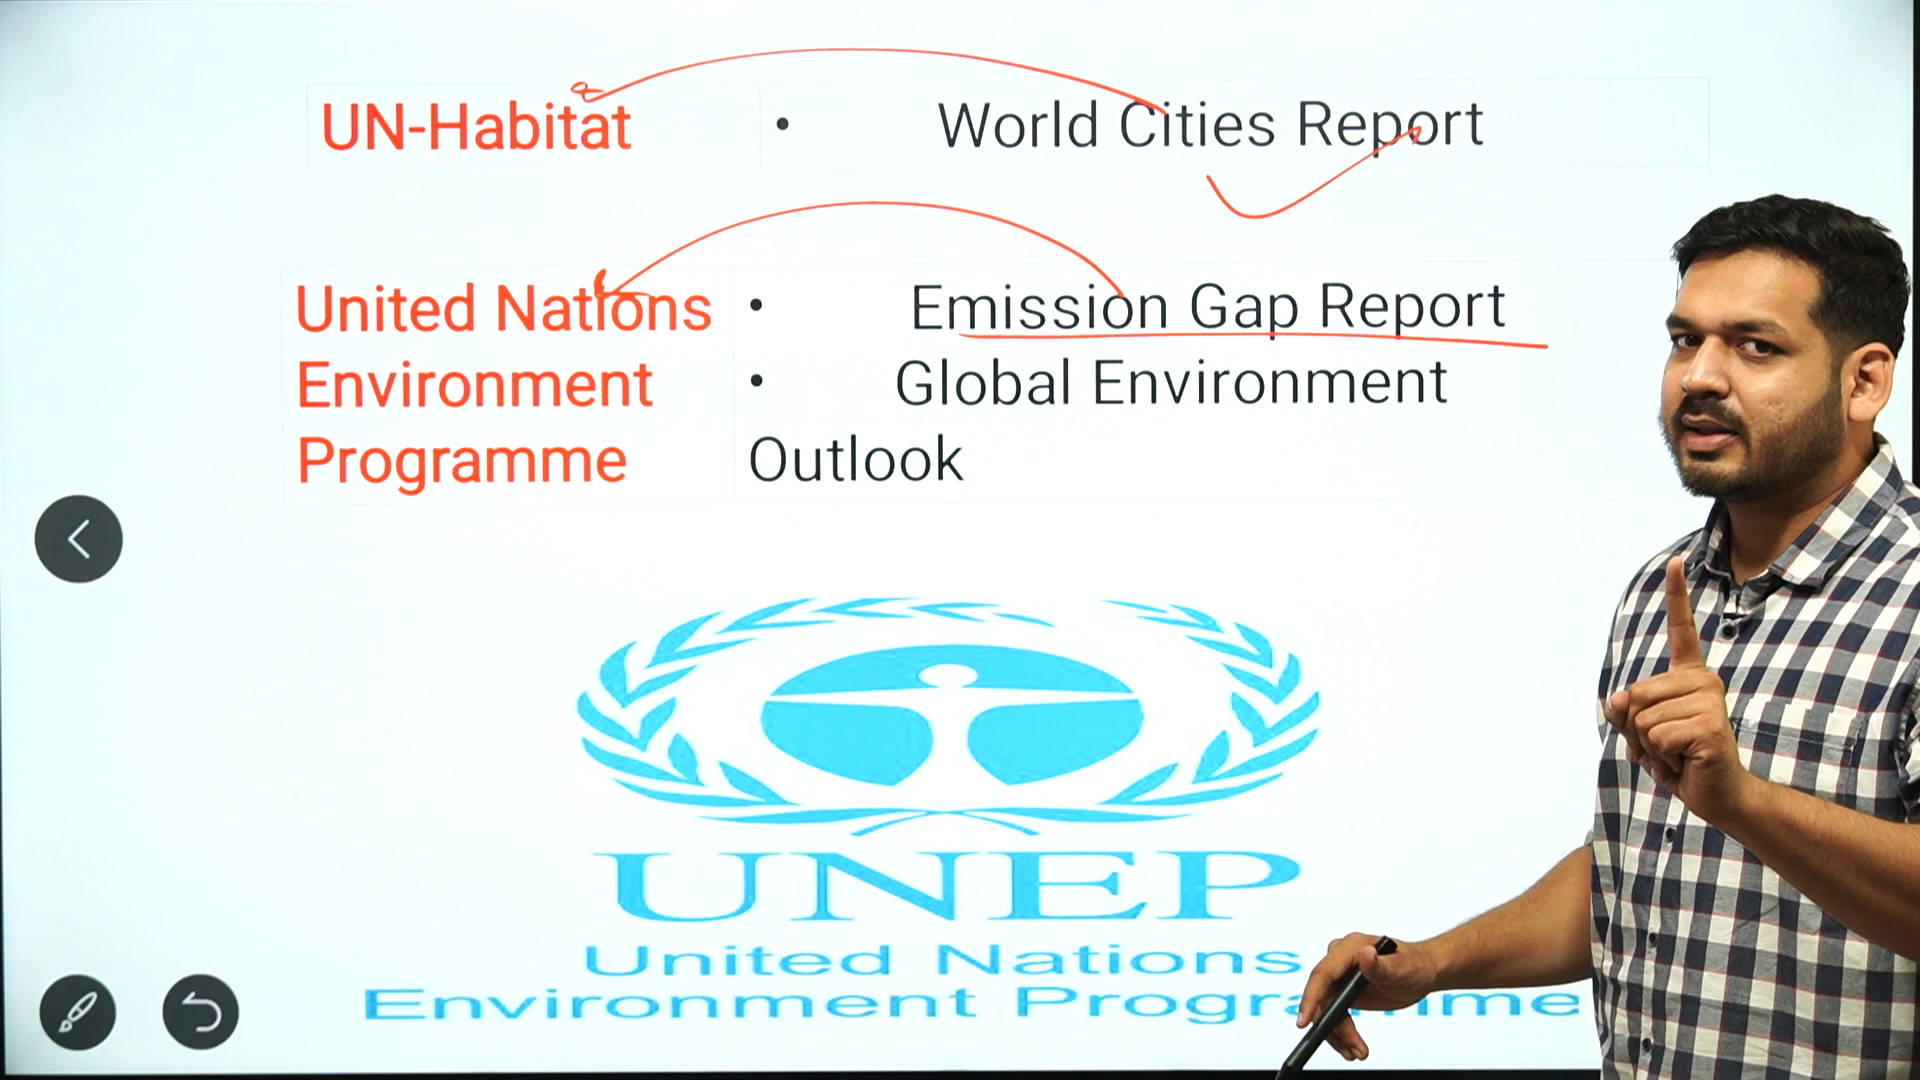 UN-Habitat • World Cities Report
United Nations • Emission Gap Report
Environment • Global Environment
Programme Outlook
UNEP
United Nations
Environment Programme